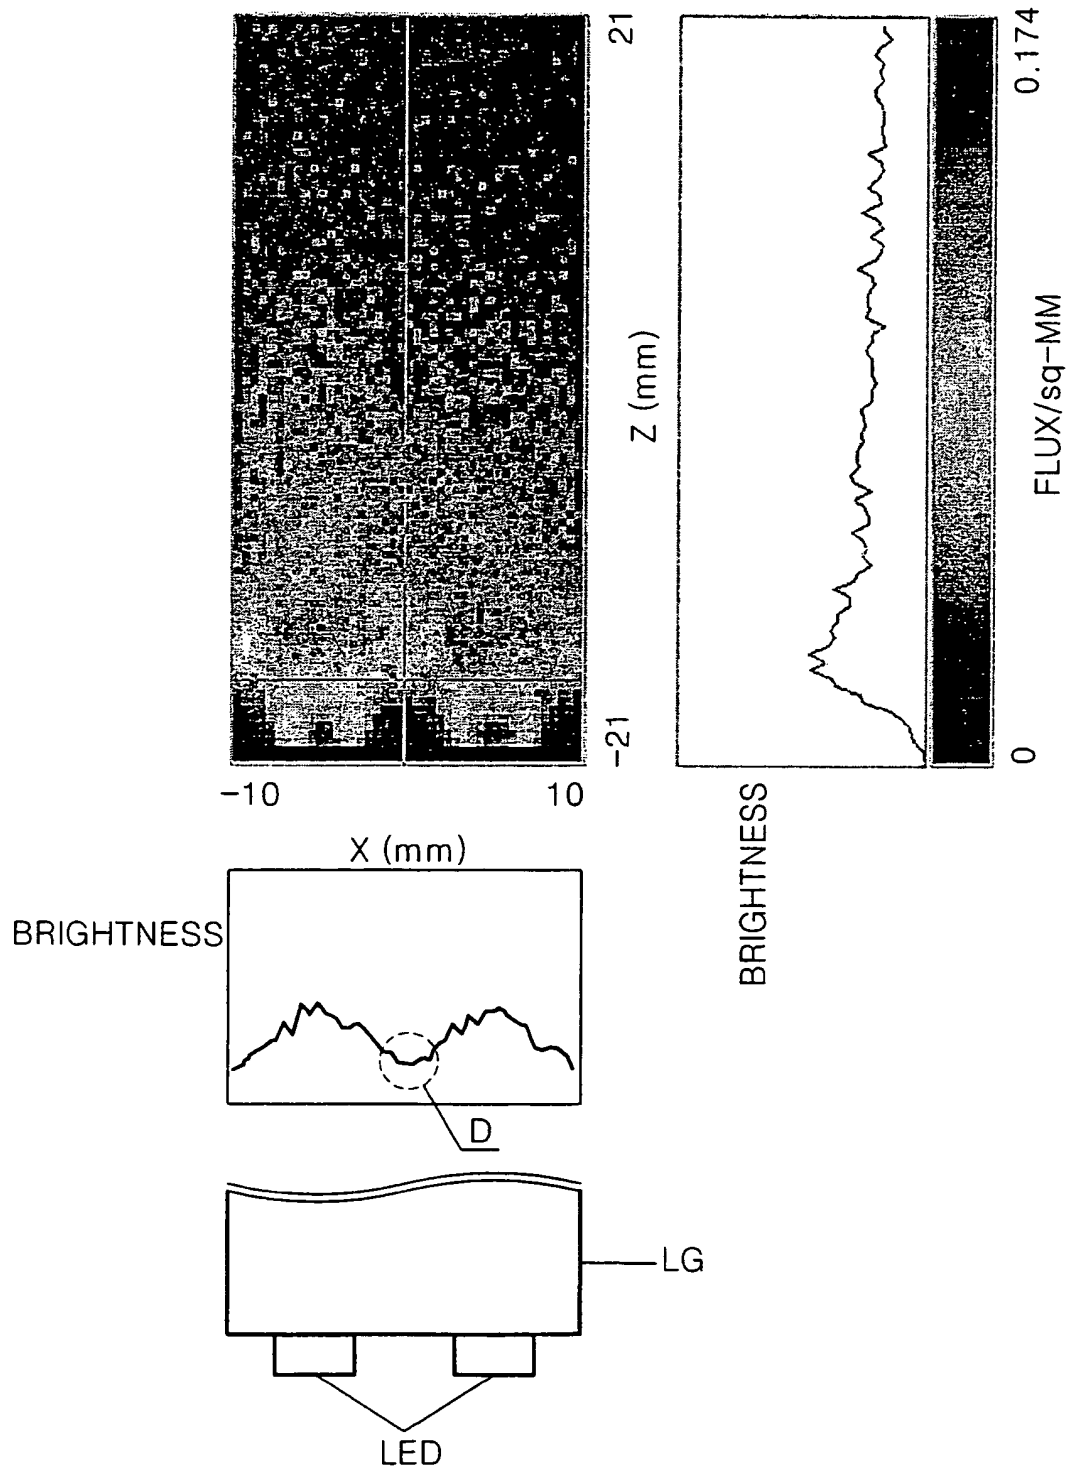 21
Z (mm)
-21
-10
10
X (mm)
BRIGHTNESS
BRIGHTNESS
0.174
FLUX/sq-MM
0
D
LG
LED